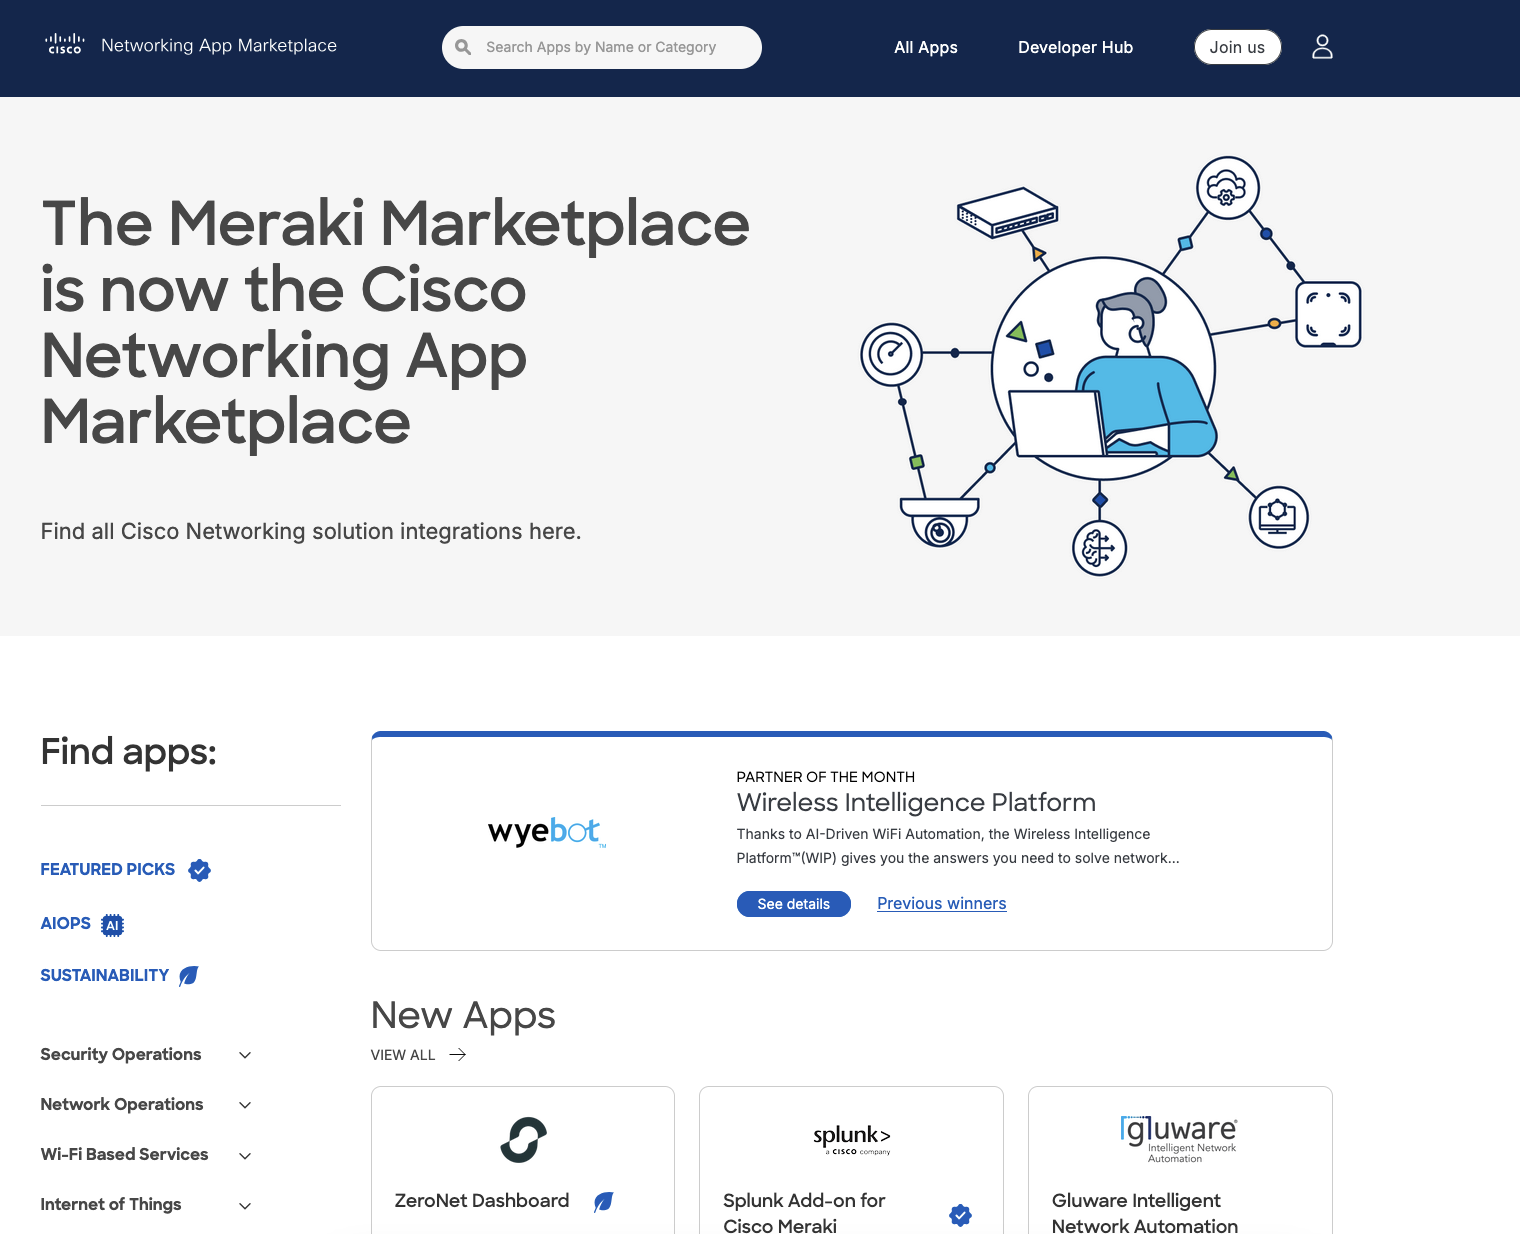 cisco
Networking App Marketplace
Search Apps by Name or Category
All Apps
Developer Hub
Join us
The Meraki Marketplace
is now the Cisco
Networking App
Marketplace
Find all Cisco Networking solution integrations here.
Find apps:
FEATURED PICKS
AIOPS AI
SUSTAINABILITY
Security Operations
Network Operations
Wi-Fi Based Services
Internet of Things
wyebot™
PARTNER OF THE MONTH
Wireless Intelligence Platform
Thanks to AI-Driven WiFi Automation, the Wireless Intelligence
Platform™(WIP) gives you the answers you need to solve network...
See details
Previous winners
New Apps
VIEW ALL
ZeroNet Dashboard
splunk>
a cisco company
Splunk Add-on for
Cisco Meraki
gluware®
Intelligent Network
Automation
Gluware Intelligent
Network Automation